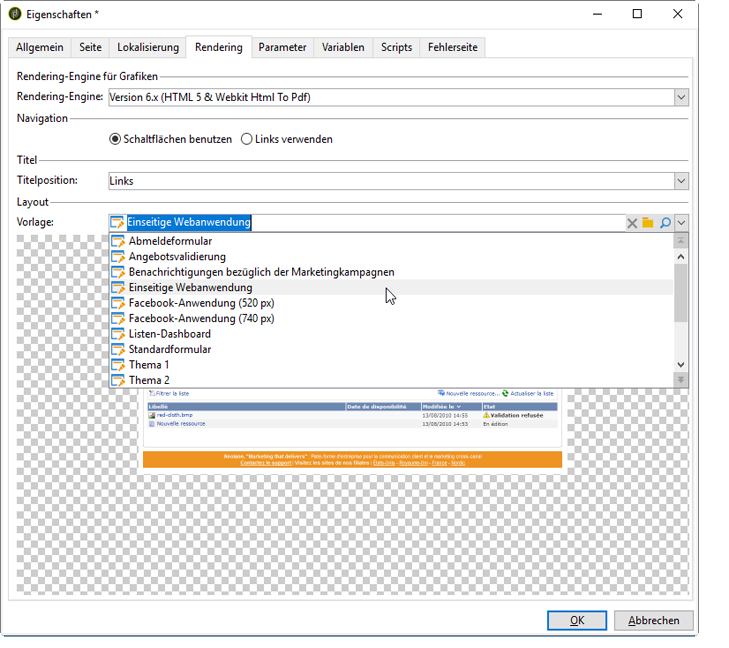 Eigenschaften *
Allgemein Seite Lokalisierung Rendering Parameter Variablen Scripts Fehlerseite
Rendering-Engine für Grafiken
Rendering-Engine: Version 6.x (HTML 5 & Webkit Html To Pdf)
Navigation
Schaltflächen benutzen Links verwenden
Titel
Titelposition: Links
Layout
Vorlage: Einseitige Webanwendung
Abmeldeformular
Angebotsvalidierung
Benachrichtigungen bezüglich der Marketingkampagnen
Einseitige Webanwendung
Facebook-Anwendung (520 px)
Facebook-Anwendung (740 px)
Listen-Dashboard
Standardformular
Thema 1
Thema 2
Filtrer la liste Nouvelle ressource... Actualiser la liste
Libellé Date de disponibilité Modifiée le Etat
red-cloth.bmp 13/08/2010 14:55 Validation refusée
Nouvelle ressource 13/08/2010 14:53 En édition
Neolane, "Marketing that delivers" Plate-forme d'entreprise pour la communication client et le marketing cross-canal
Contactez le support! Visitez les sites de nos filiales : Etats-Unis - Royaume-Uni - France - Nordic
OK Abbrechen